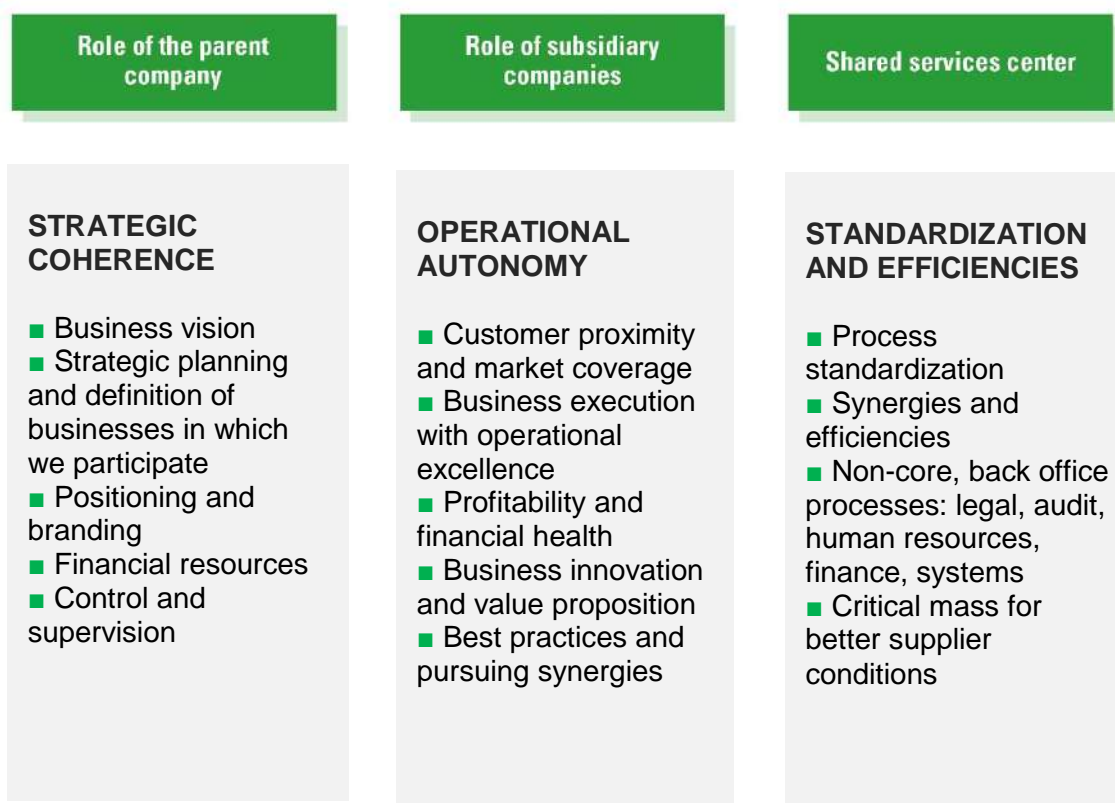 Role of the parent
company
STRATEGIC
COHERENCE
■ Business vision
■ Strategic planning
and definition of
businesses in which
we participate
■ Positioning and
branding
■ Financial resources
■ Control and
supervision
Role of subsidiary
companies
OPERATIONAL
AUTONOMY
■ Customer proximity
and market coverage
■ Business execution
with operational
excellence
■ Profitability and
financial health
■ Business innovation
and value proposition
■ Best practices and
pursuing synergies
Shared services center
STANDARDIZATION
AND EFFICIENCIES
■ Process
standardization
■ Synergies and
efficiencies
■ Non-core, back office
processes: legal, audit,
human resources,
finance, systems
■ Critical mass for
better supplier
conditions